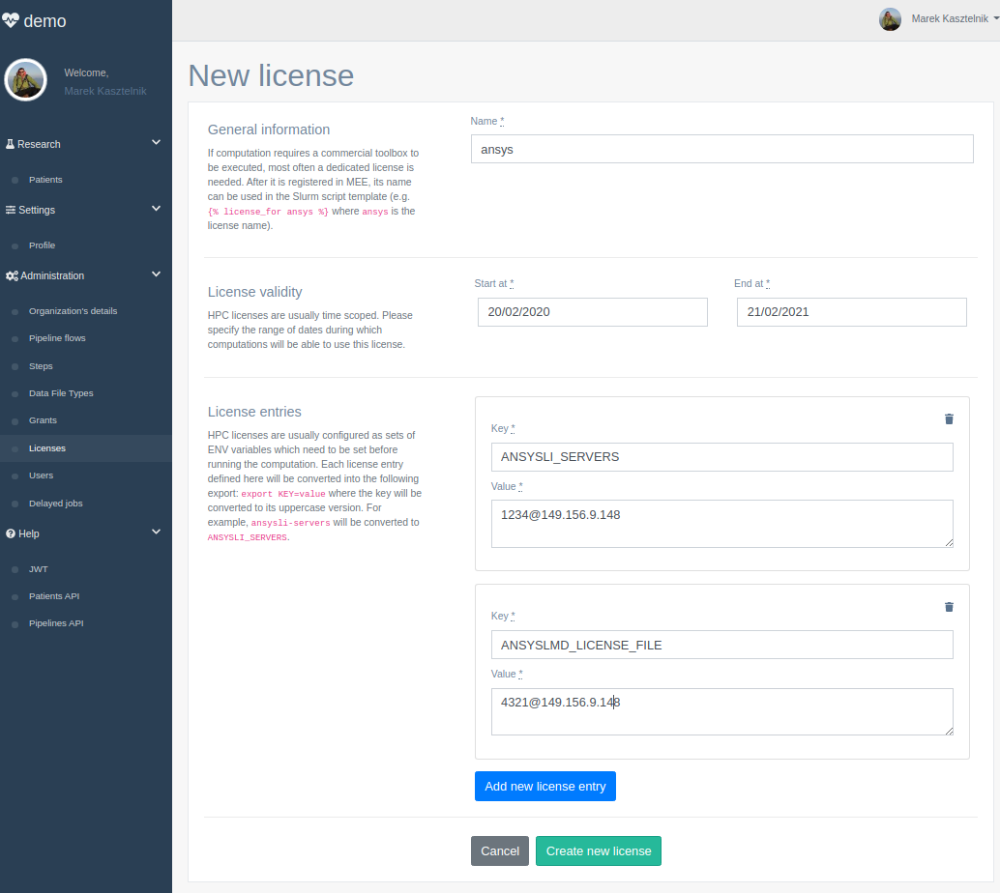 demo
Marek Kasztelnik
Welcome,
Marek Kasztelnik
Research
Patients
Settings
Profile
Administration
Organization's details
Pipeline flows
Steps
Data File Types
Grants
Licenses
Users
Delayed jobs
Help
JWT
Patients API
Pipelines API
New license
General information
If computation requires a commercial toolbox to
be executed, most often a dedicated license is
needed. After it is registered in MEE, its name
can be used in the Slurm script template (e.g.
{% license_for ansys %} where ansys is the
license name).
Name *
ansys
License validity
HPC licenses are usually time scoped. Please
specify the range of dates during which
computations will be able to use this license.
Start at *
20/02/2020
End at *
21/02/2021
License entries
HPC licenses are usually configured as sets of
ENV variables which need to be set before
running the computation. Each license entry
defined here will be converted into the following
export: export KEY=value where the key will be
converted to its uppercase version. For
example, ansysli-servers will be converted to
ANSYSLI_SERVERS.
Key *
ANSYSLI_SERVERS
Value *
1234@149.156.9.148
Key *
ANSYSLMD_LICENSE_FILE
Value *
4321@149.156.9.148
Add new license entry
Cancel
Create new license